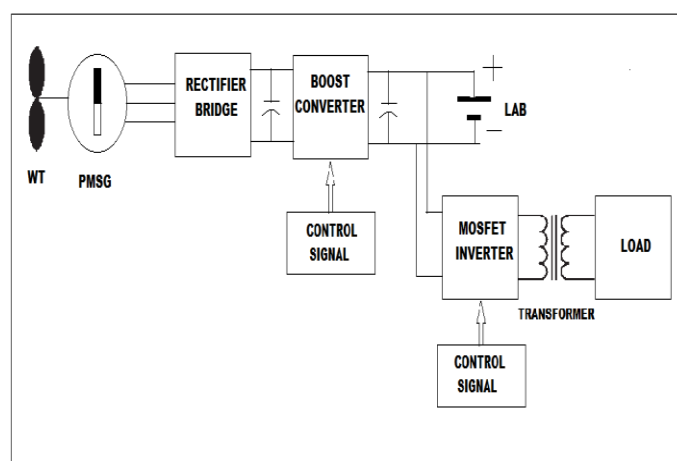 WT
PMSG
RECTIFIER
BRIDGE
BOOST
CONVERTER
+
LAB
−
CONTROL
SIGNAL
MOSFET
INVERTER
TRANSFORMER
LOAD
CONTROL
SIGNAL